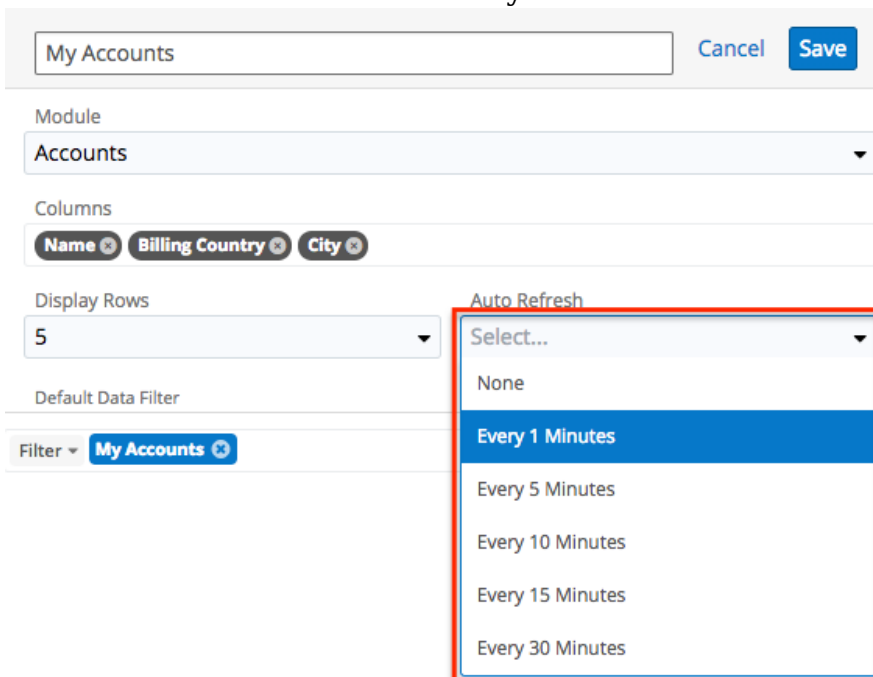 My Accounts Cancel Save
Module
Accounts
Columns
Name Billing Country City
Display Rows Auto Refresh
5 Select...
None
Default Data Filter
Every 1 Minutes
Filter My Accounts
Every 5 Minutes
Every 10 Minutes
Every 15 Minutes
Every 30 Minutes